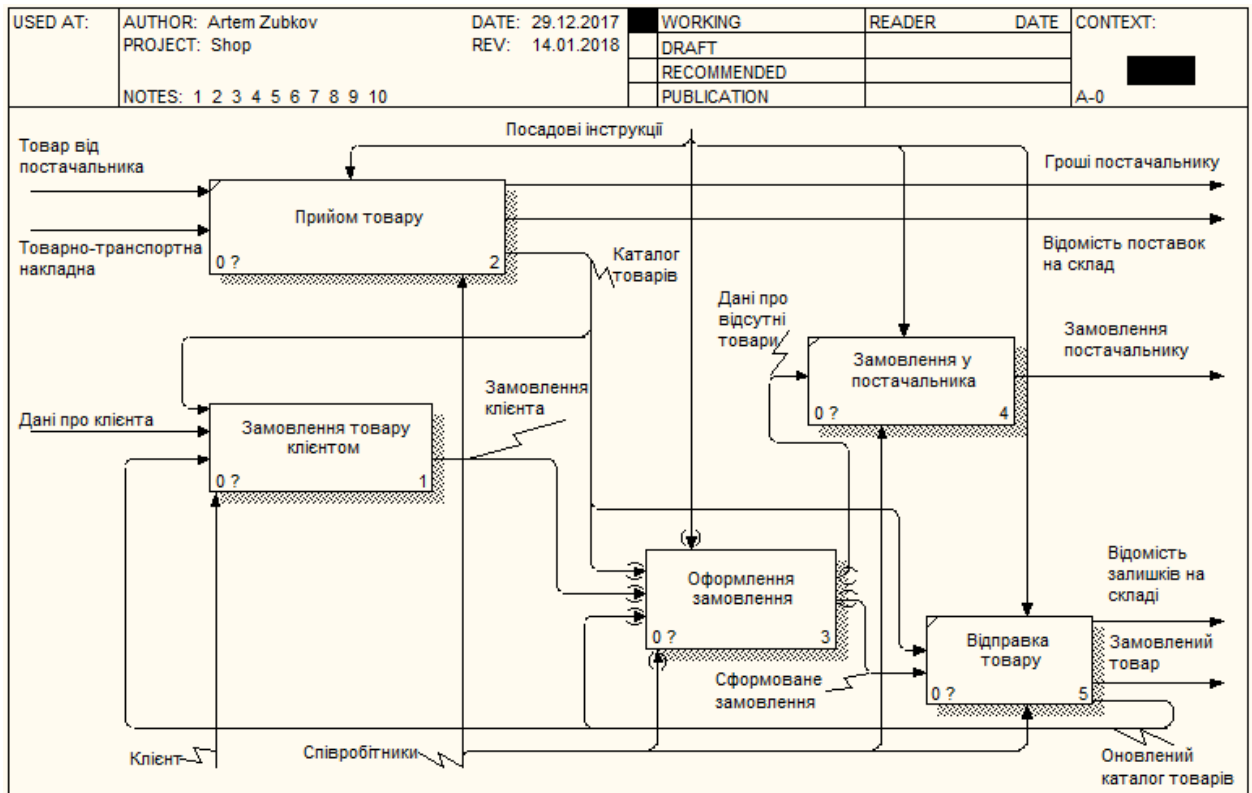 USED AT:
AUTHOR: Artem Zubkov
DATE: 29.12.2017
PROJECT: Shop
REV: 14.01.2018
NOTES: 1 2 3 4 5 6 7 8 9 10
WORKING
DRAFT
RECOMMENDED
PUBLICATION
READER DATE
CONTEXT:
A-0
Посадові інструкції
Товар від
постачальника
Гроші постачальнику
Прийом товару
0 ? 2
Товарно-транспортна
накладна
Відомість поставок
на склад
Каталог
товарів
Дані про
відсутні
товари
Замовлення
постачальнику
Замовлення у
постачальника
0 ? 4
Замовлення
клієнта
Дані про клієнта
Замовлення товару
клієнтом
0 ? 1
Оформлення
замовлення
0 ? 3
Відомість
залишків на
складі
Відправка
товару
0 ? 5
Замовлений
товар
Сформоване
замовлення
Клієнт
Співробітники
Оновлений
каталог товарів